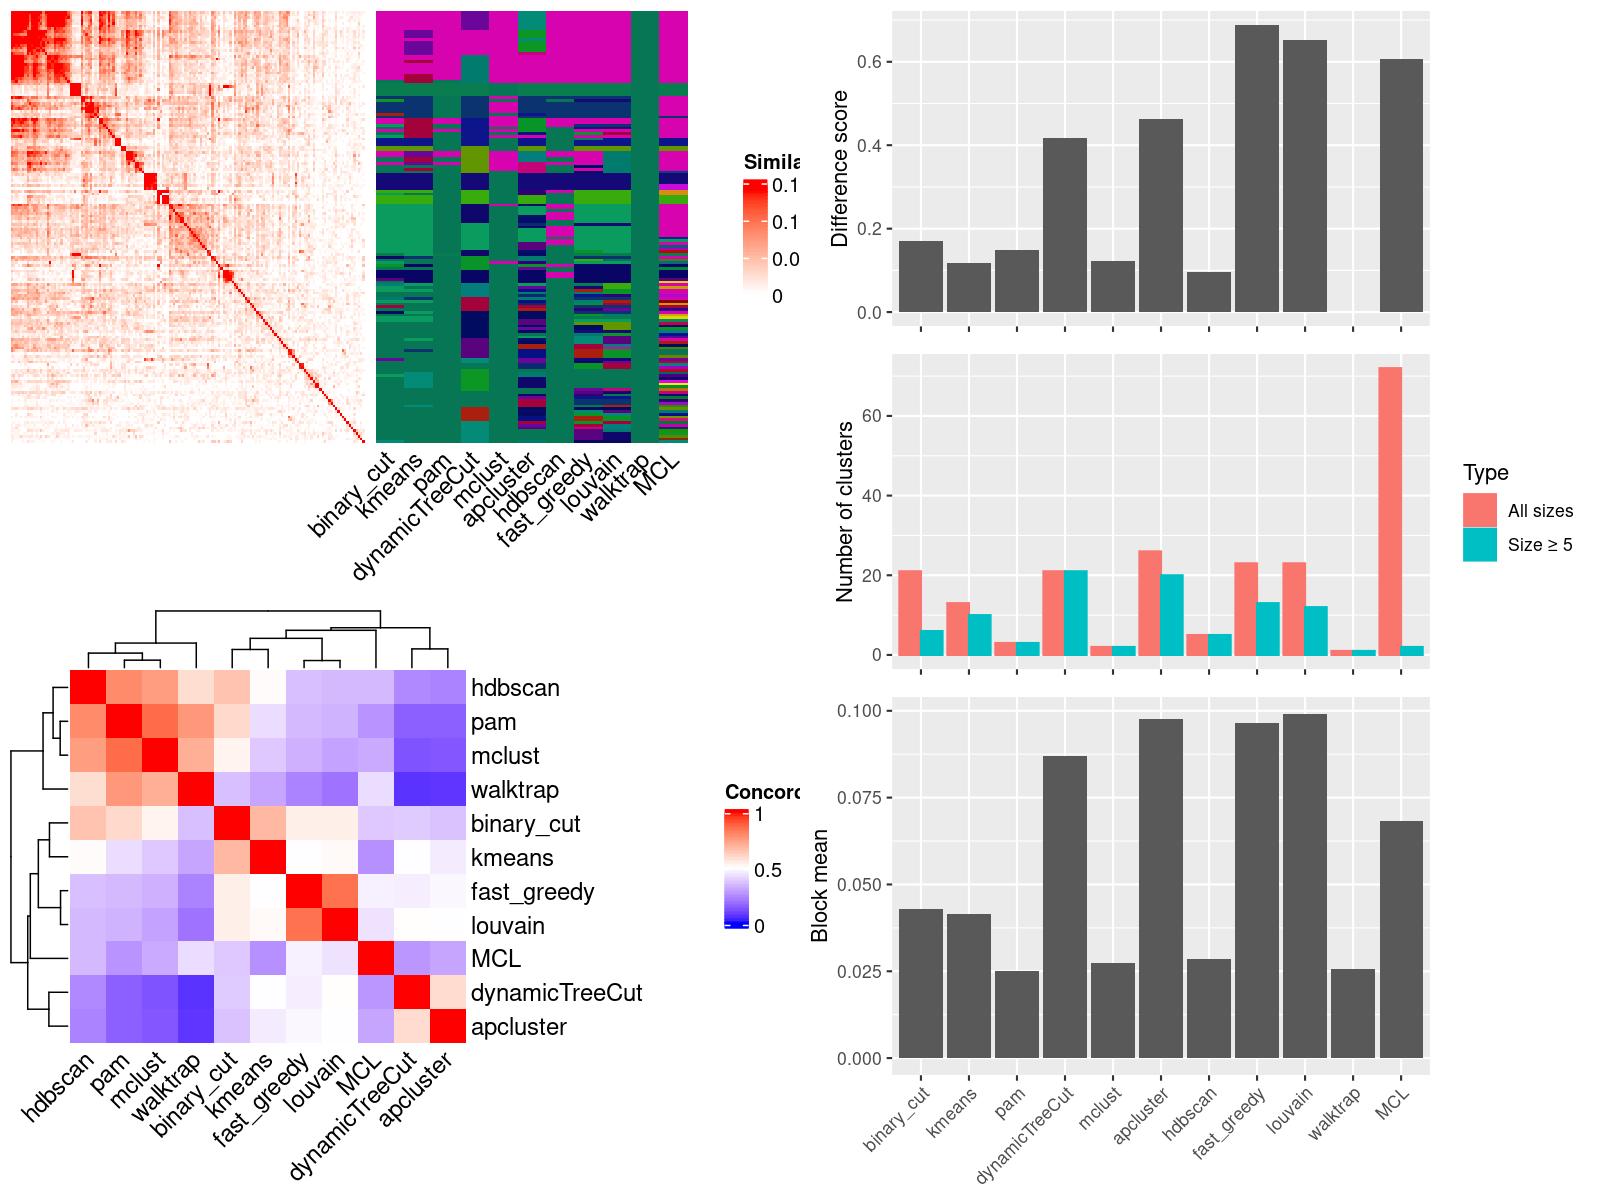 Simila
0.1
0.1
0.0
0
binary_cut
kmeans
pam
dynamicTreeCut
mclust
apcluster
hdbscan
fast_greedy
louvain
walktrap
MCL
hdbscan
pam
mclust
walktrap
binary_cut
kmeans
fast_greedy
louvain
MCL
dynamicTreeCut
apcluster
hdbscan
pam
mclust
walktrap
binary_cut
kmeans
fast_greedy
louvain
MCL
dynamicTreeCut
apcluster
Concord
1
0.5
0
Difference score
0.6
0.4
0.2
0.0
Number of clusters
60
40
20
0
Type
All sizes
Size ≥ 5
Block mean
0.100
0.075
0.050
0.025
0.000
binary_cut
kmeans
pam
dynamicTreeCut
mclust
apcluster
hdbscan
fast_greedy
louvain
walktrap
MCL